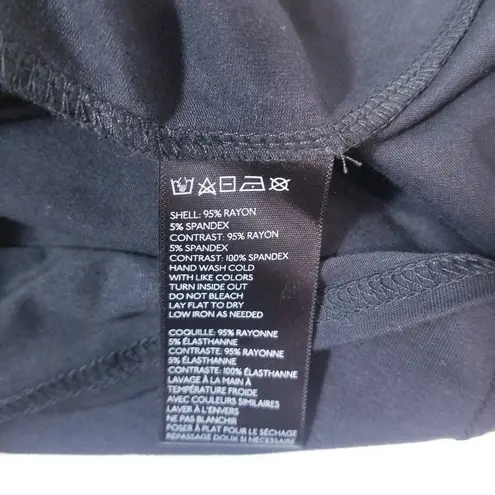 SHELL: 95% RAYON
5% SPANDEX
CONTRAST: 95% RAYON
5% SPANDEX
CONTRAST: 100% SPANDEX
HAND WASH COLD
WITH LIKE COLORS
TURN INSIDE OUT
DO NOT BLEACH
LAY FLAT TO DRY
LOW IRON AS NEEDED
COQUILLE: 95% RAYONNE
5% ÉLASTHANNE
CONTRASTE: 95% RAYONNE
5% ÉLASTHANNE
CONTRASTE: 100% ÉLASTHANNE
LAVAGE À LA MAIN À
TEMPÉRATURE FROIDE
AVEC COULEURS SIMILAIRES
LAVER À L'ENVERS
NE PAS BLANCHIR
POSER À PLAT POUR LE SÉCHAGE
REPASSAGE DOUX SI NÉCESSAIRE